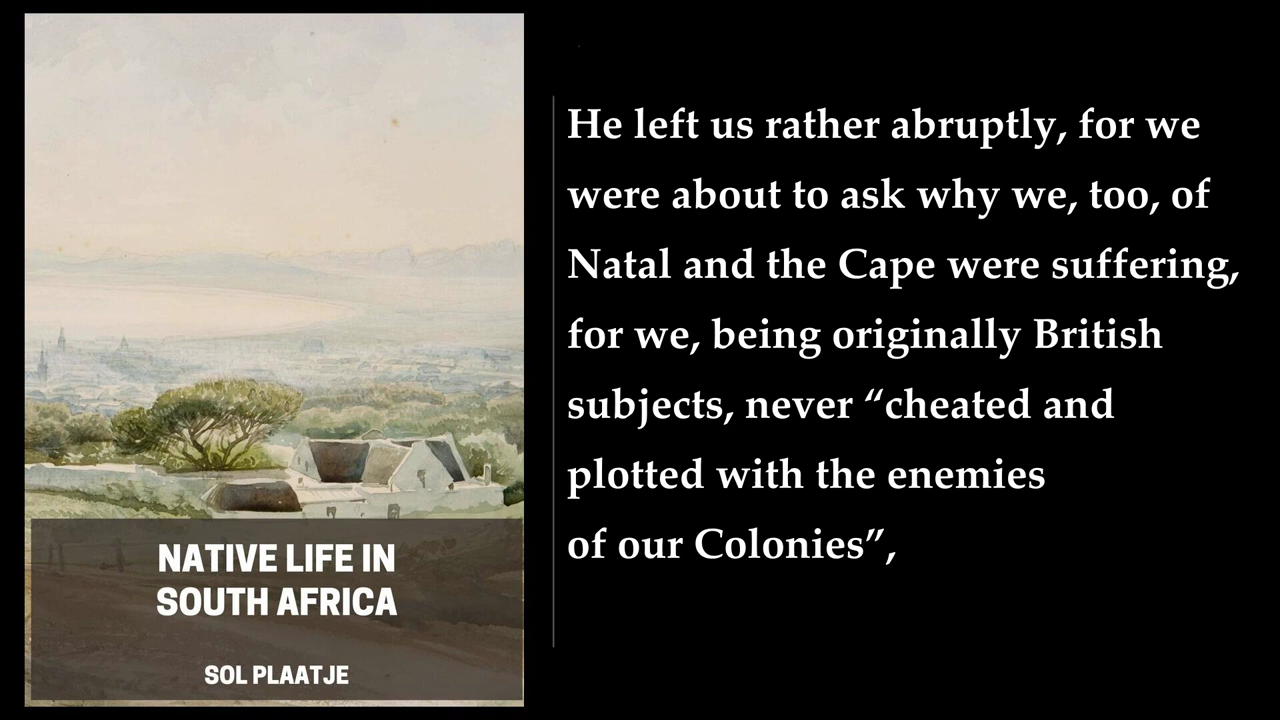 NATIVE LIFE IN
SOUTH AFRICA
SOL PLAATJE
He left us rather abruptly, for we
were about to ask why we, too, of
Natal and the Cape were suffering,
for we, being originally British
subjects, never “cheated and
plotted with the enemies
of our Colonies”,